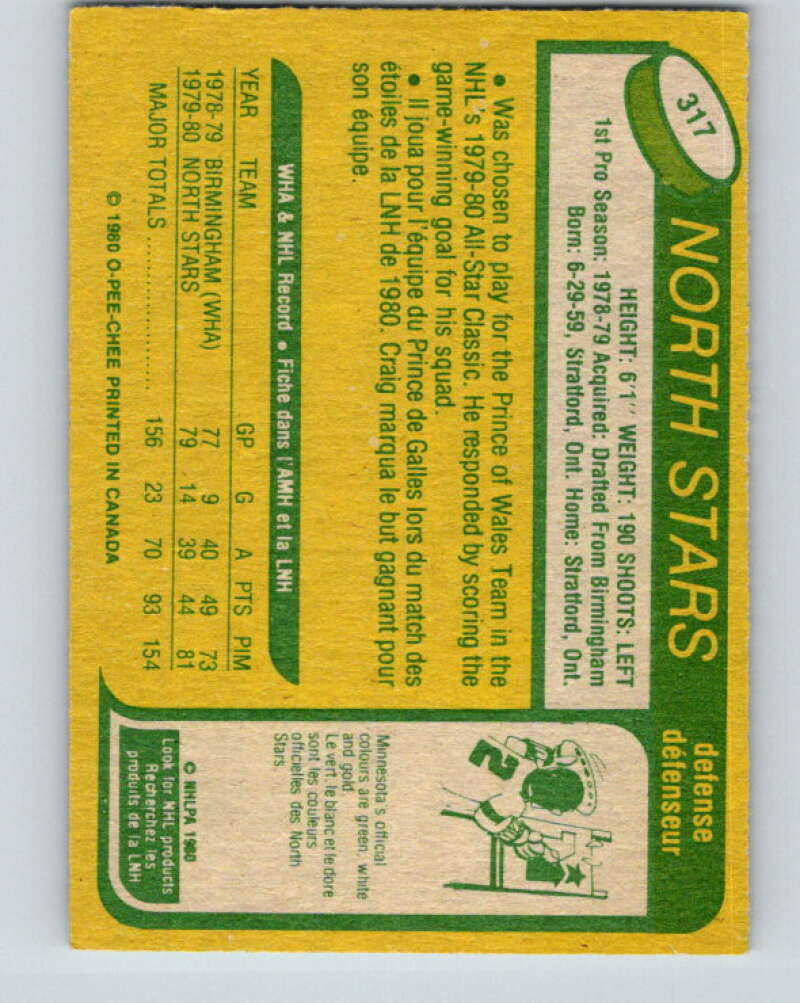 317
NORTH STARS
defense
défenseur
HEIGHT: 6'1" WEIGHT: 190 SHOOTS: LEFT
1st Pro Season: 1978-79 Acquired: Drafted From Birmingham
Born: 6-29-59, Stratford, Ont. Home: Stratford, Ont.
• Was chosen to play for the Prince of Wales Team in the
NHL's 1979-80 All-Star Classic. He responded by scoring the
game-winning goal for his squad.
• Il joua pour l'équipe du Prince de Galles lors du match des
étoiles de la LNH de 1980. Craig marqua le but gagnant pour
son équipe.
WHA & NHL Record • Fiche dans l'AMH et la LNH
YEAR TEAM GP G A PTS PIM
1978-79 BIRMINGHAM (WHA) 77 9 40 49 73
1979-80 NORTH STARS 79 14 39 44 81
MAJOR TOTALS 156 23 70 93 154
© 1980 O-PEE-CHEE PRINTED IN CANADA
2
Minnesota's official
colours are green white
and gold.
Le vert, le blanc et le dore
sont les couleurs
officielles des North
Stars
© NHLPA 1980
Look for NHL products
Recherchez les
produits de la LNH